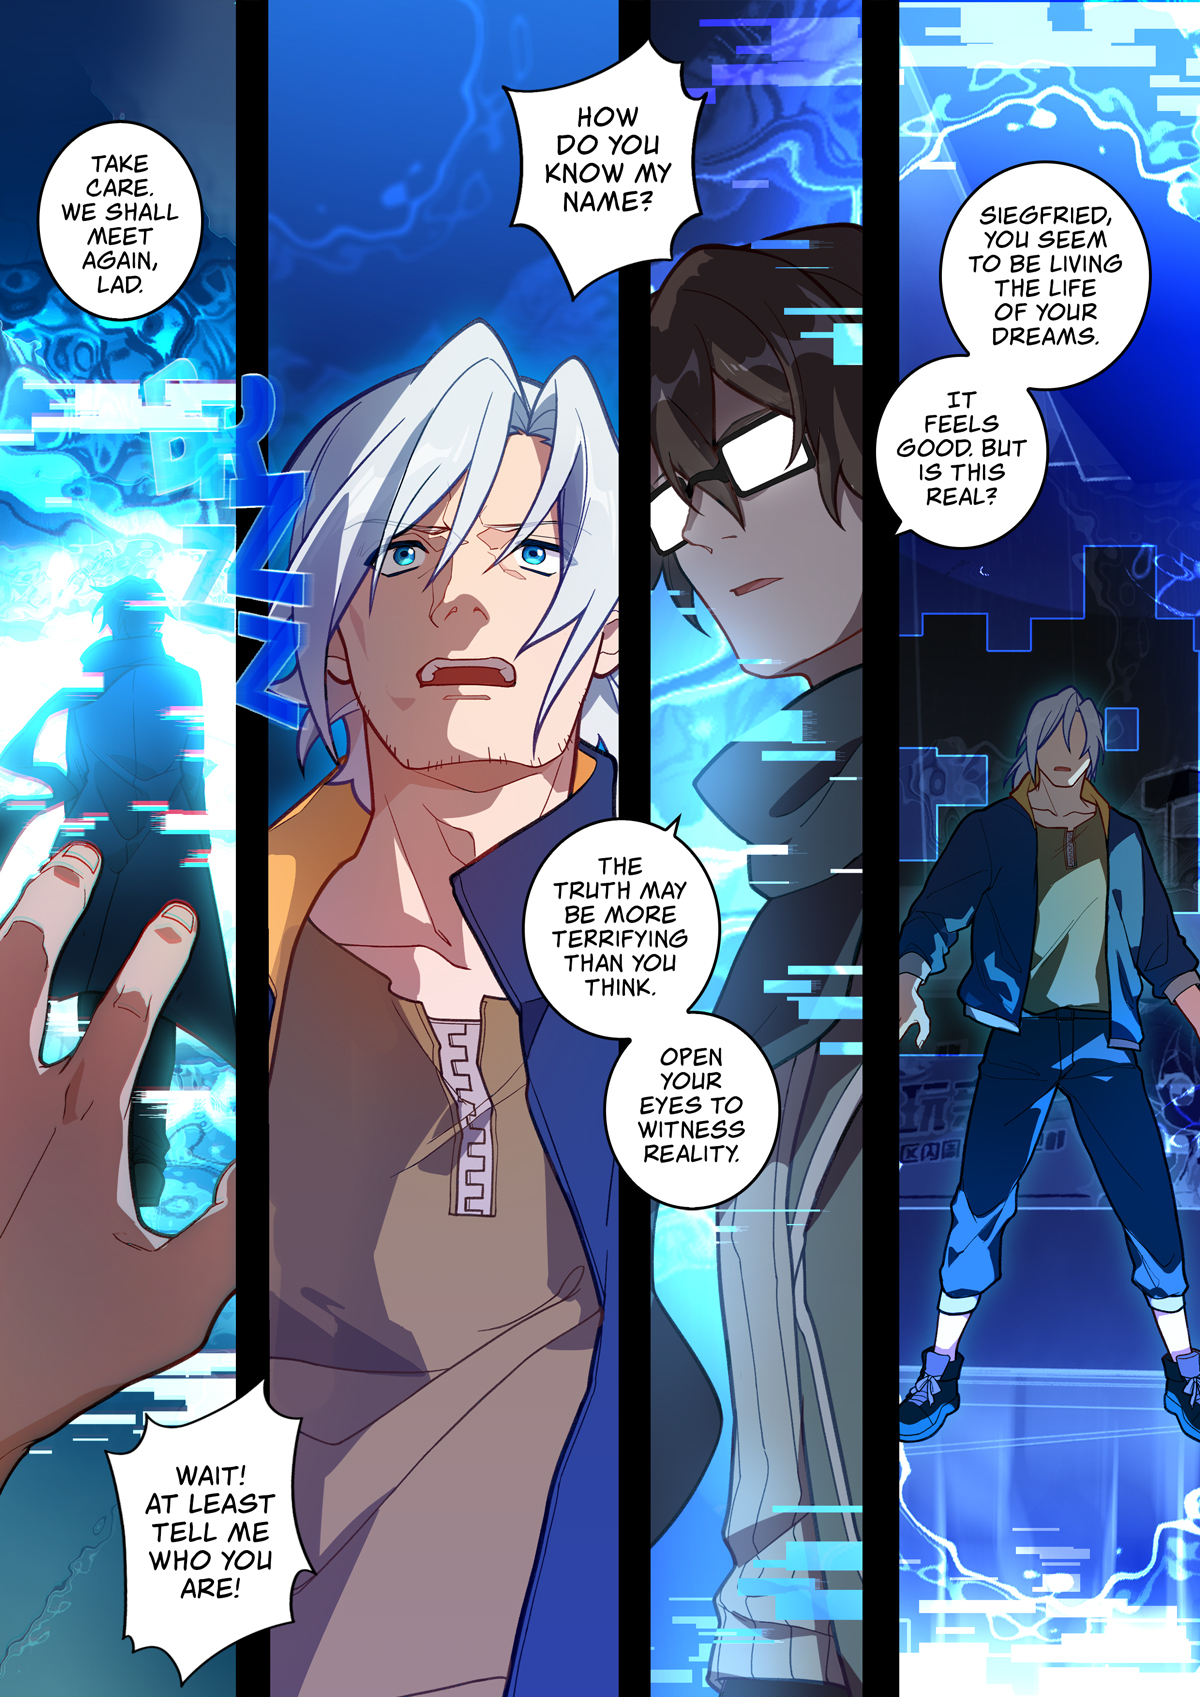 SIEGFRIED,
YOU SEEM
TO BE LIVING
THE LIFE
OF YOUR
DREAMS.
IT
FEELS
GOOD. BUT
IS THIS
REAL?
HOW
DO YOU
KNOW MY
NAME?
THE
TRUTH MAY
BE MORE
TERRIFYING
THAN YOU
THINK.
OPEN
YOUR
EYES TO
WITNESS
REALITY.
TAKE
CARE.
WE SHALL
MEET
AGAIN,
LAD.
WAIT!
AT LEAST
TELL ME
WHO YOU
ARE!